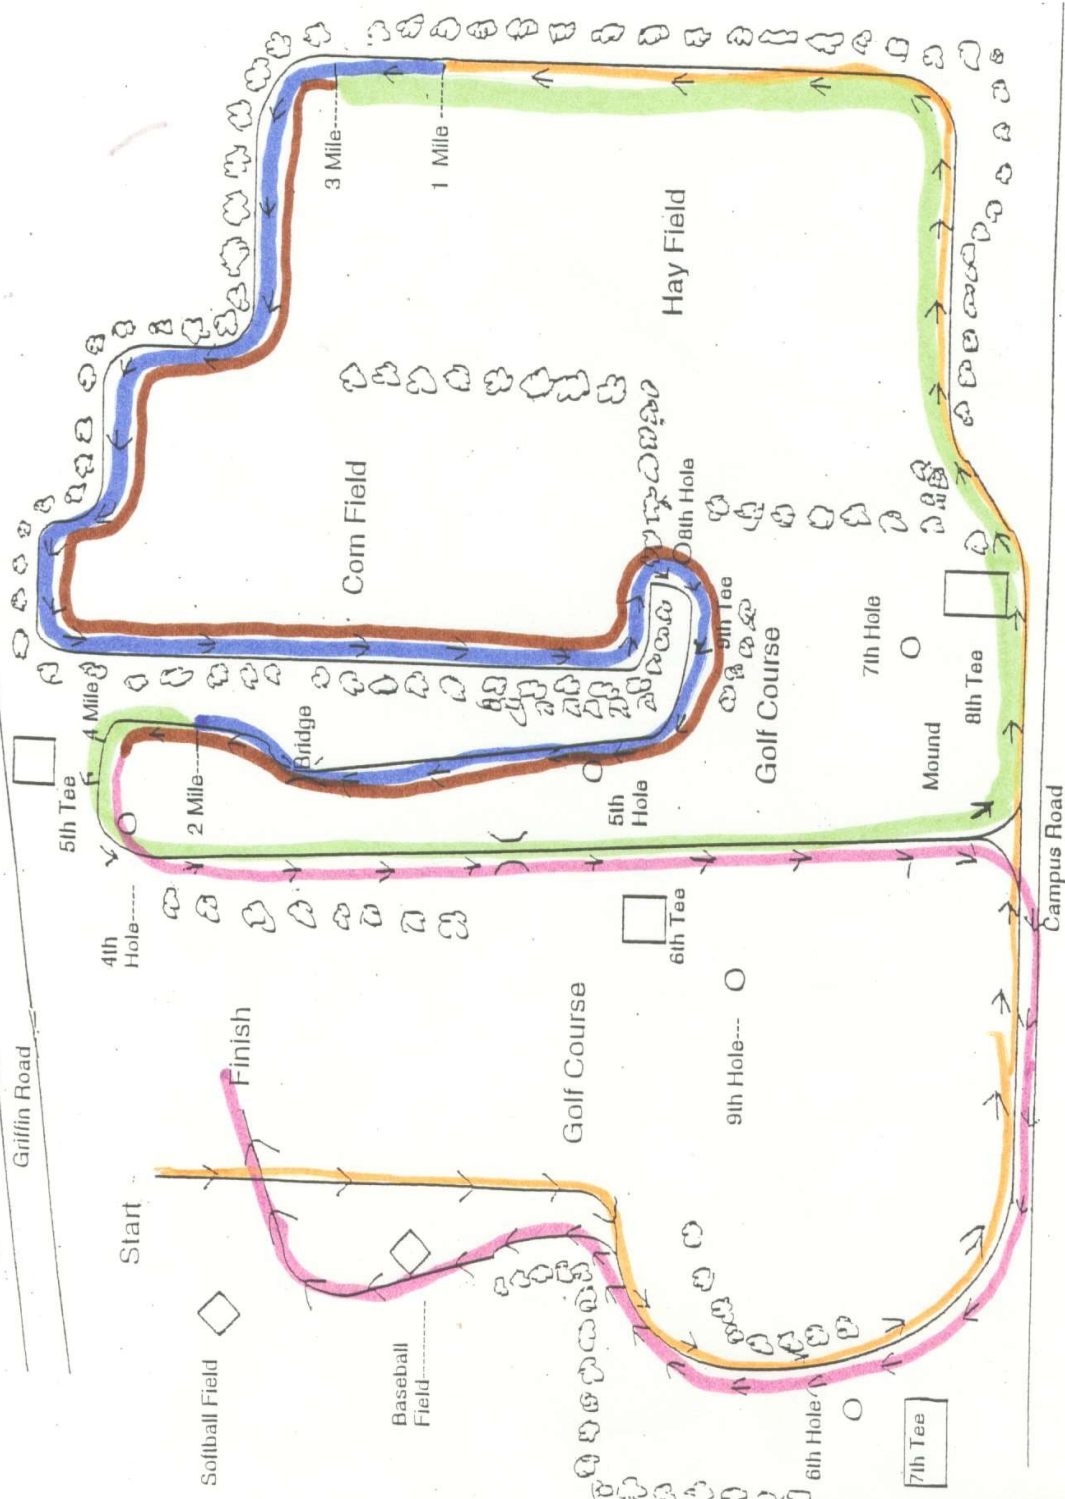 Griffin Road
5th Tee
4 Mile
4th
Hole-----
Start
2 Mile----
Softball Field
Finish
Bridge
3 Mile-----
Corn Field
Baseball
Field----------
1 Mile------
Golf Course
5th
Hole
Hay Field
6th Tee
8th Hole
9th Tee
9th Hole---
Golf Course
6th Hole
7th Hole
7th Tee
Mound
8th Tee
Campus Road